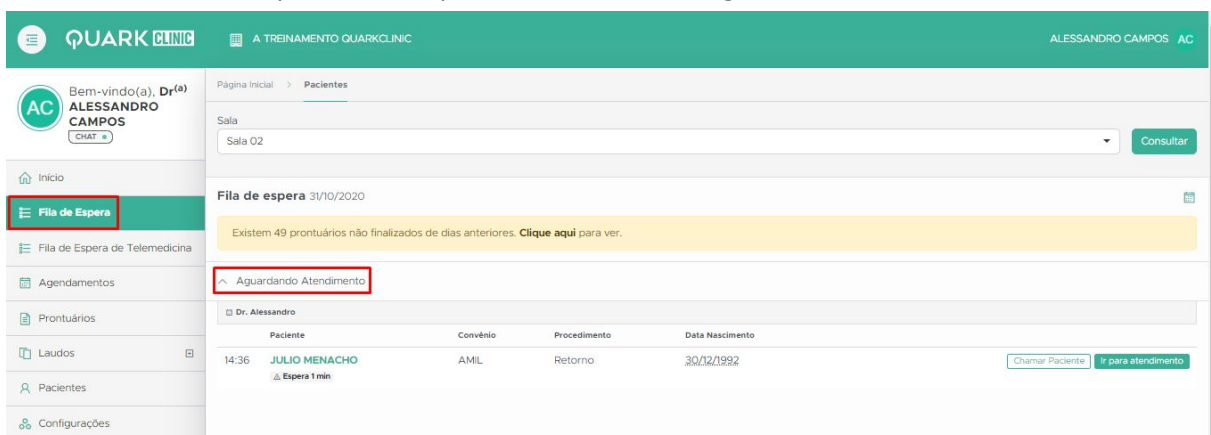 QUARK CLINIC
A TREINAMENTO QUARKCLINIC
ALESSANDRO CAMPOS AC
AC
Bem-vindo(a), Dr(a)
ALESSANDRO
CAMPOS
CHAT
Início
Fila de Espera
Fila de Espera de Telemedicina
Agendamentos
Prontuários
Laudos
Pacientes
Configurações
Página Inicial > Pacientes
Sala
Sala 02
Consultar
Fila de espera 31/10/2020
Existem 49 prontuários não finalizados de dias anteriores. Clique aqui para ver.
Aguardando Atendimento
Dr. Alessandro
Paciente Convênio Procedimento Data Nascimento
14:36 JULIO MENACHO AMIL Retorno 30/12/1992 Chamar Paciente Ir para atendimento
Espera 1 min